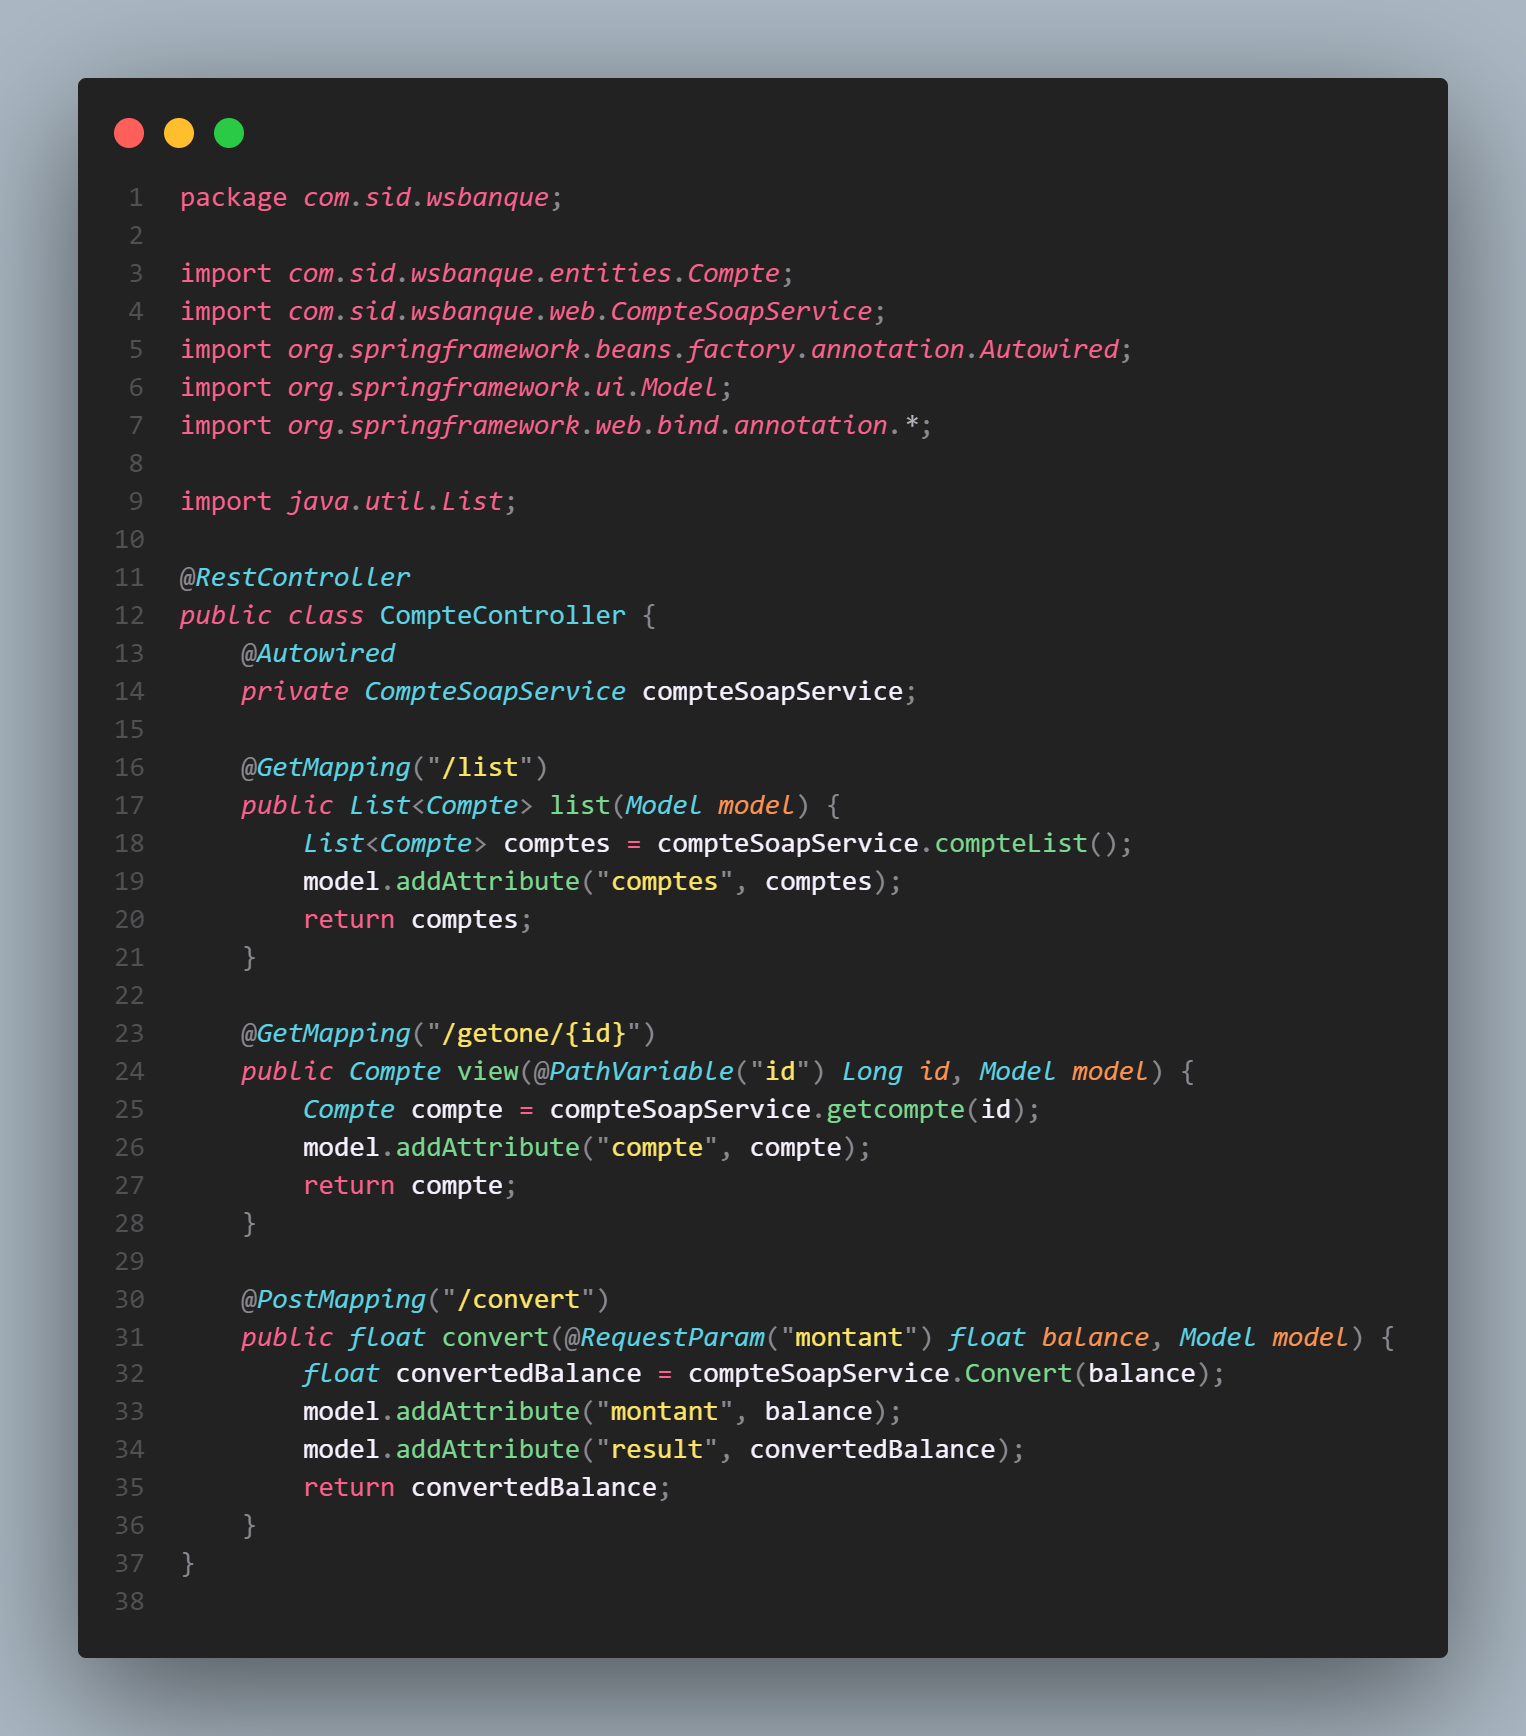 1 package com.sid.wsbanque;
2
3 import com.sid.wsbanque.entities.Compte;
4 import com.sid.wsbanque.web.CompteSoapService;
5 import org.springframework.beans.factory.annotation.Autowired;
6 import org.springframework.ui.Model;
7 import org.springframework.web.bind.annotation.*;
8
9 import java.util.List;
10
11 @RestController
12 public class CompteController {
13     @Autowired
14     private CompteSoapService compteSoapService;
15
16     @GetMapping("/list")
17     public List<Compte> list(Model model) {
18         List<Compte> comptes = compteSoapService.compteList();
19         model.addAttribute("comptes", comptes);
20         return comptes;
21     }
22
23     @GetMapping("/getone/{id}")
24     public Compte view(@PathVariable("id") Long id, Model model) {
25         Compte compte = compteSoapService.getcompte(id);
26         model.addAttribute("compte", compte);
27         return compte;
28     }
29
30     @PostMapping("/convert")
31     public float convert(@RequestParam("montant") float balance, Model model) {
32         float convertedBalance = compteSoapService.Convert(balance);
33         model.addAttribute("montant", balance);
34         model.addAttribute("result", convertedBalance);
35         return convertedBalance;
36     }
37 }
38